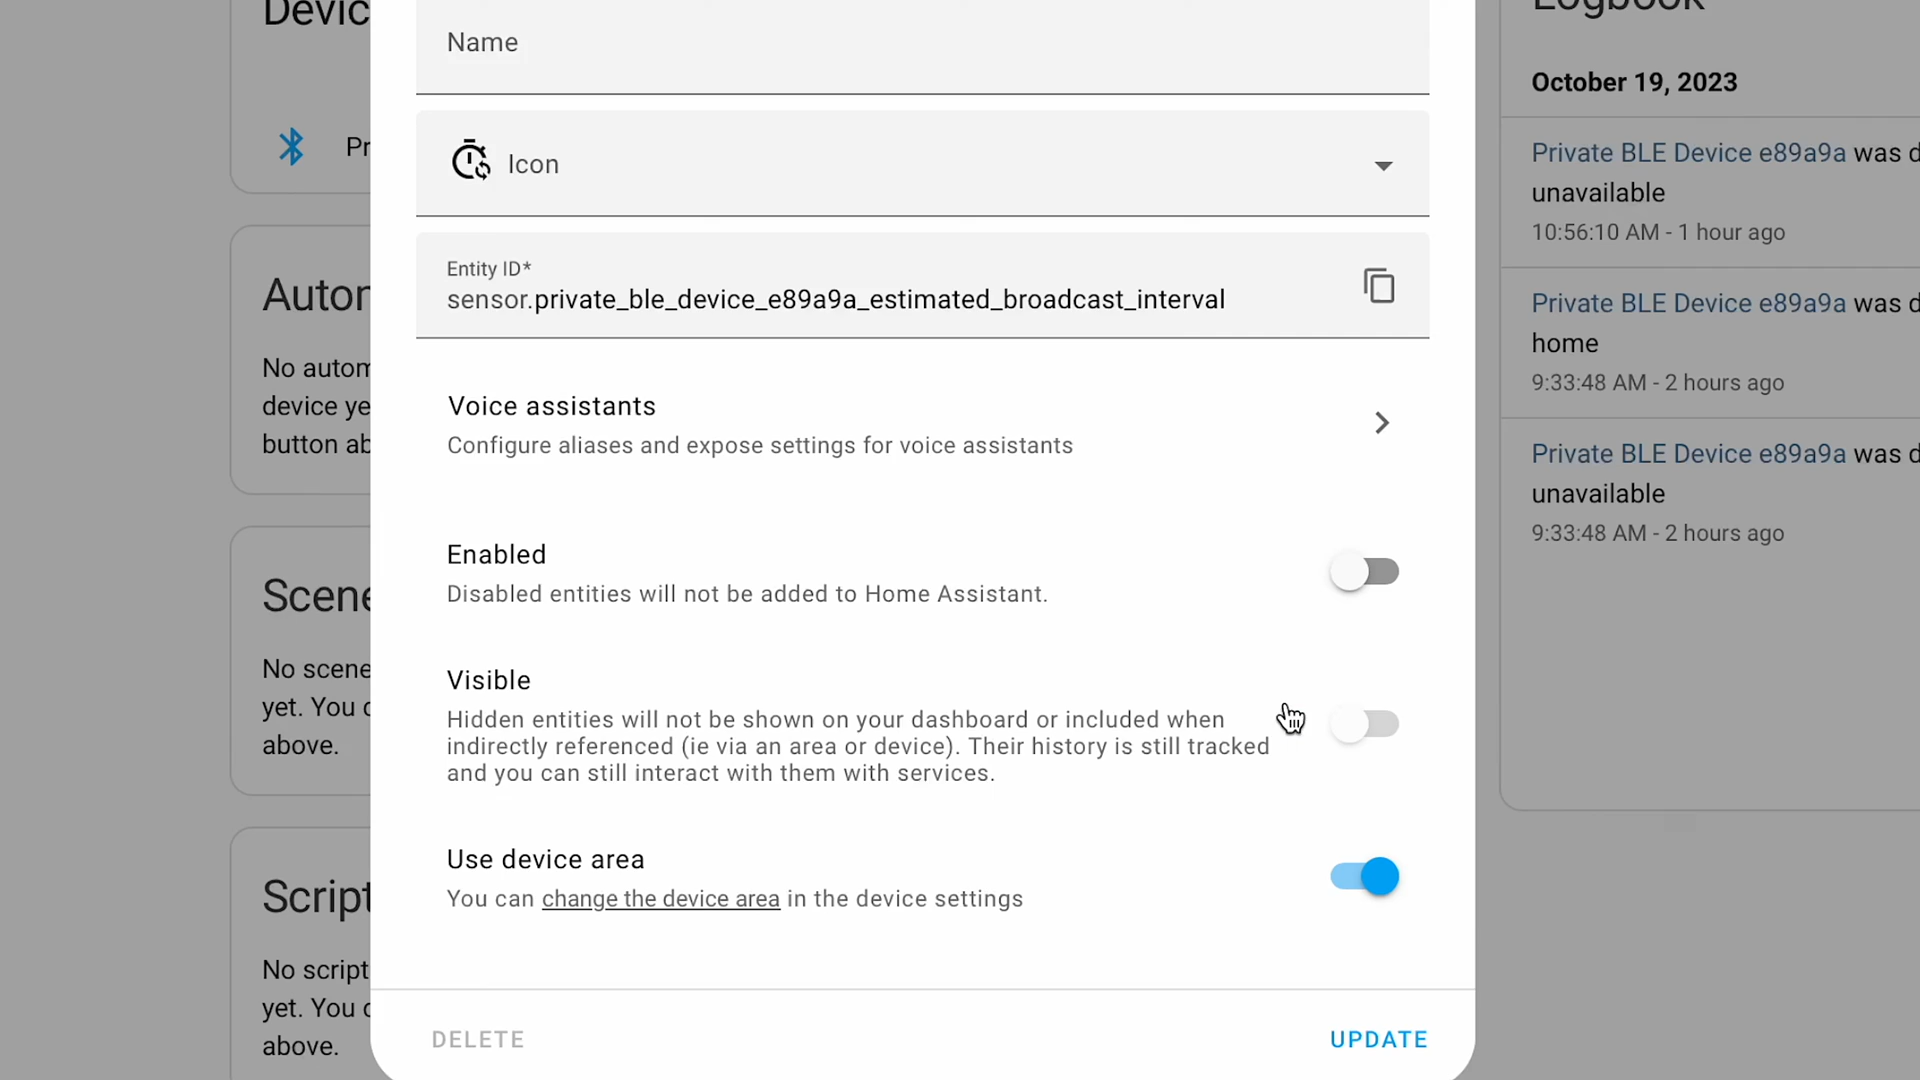 Devic
Pr
Autor
No autom
device ye
button ab
Scene
No scene
yet. You
above.
Script
No script
yet. You
above.
Name
Icon
Entity ID*
sensor.private_ble_device_e89a9a_estimated_broadcast_interval
Voice assistants
Configure aliases and expose settings for voice assistants
Enabled
Disabled entities will not be added to Home Assistant.
Visible
Hidden entities will not be shown on your dashboard or included when
indirectly referenced (ie via an area or device). Their history is still tracked
and you can still interact with them with services.
Use device area
You can change the device area in the device settings
DELETE
UPDATE
Logbook
October 19, 2023
Private BLE Device e89a9a was d
unavailable
10:56:10 AM - 1 hour ago
Private BLE Device e89a9a was d
home
9:33:48 AM - 2 hours ago
Private BLE Device e89a9a was d
unavailable
9:33:48 AM - 2 hours ago